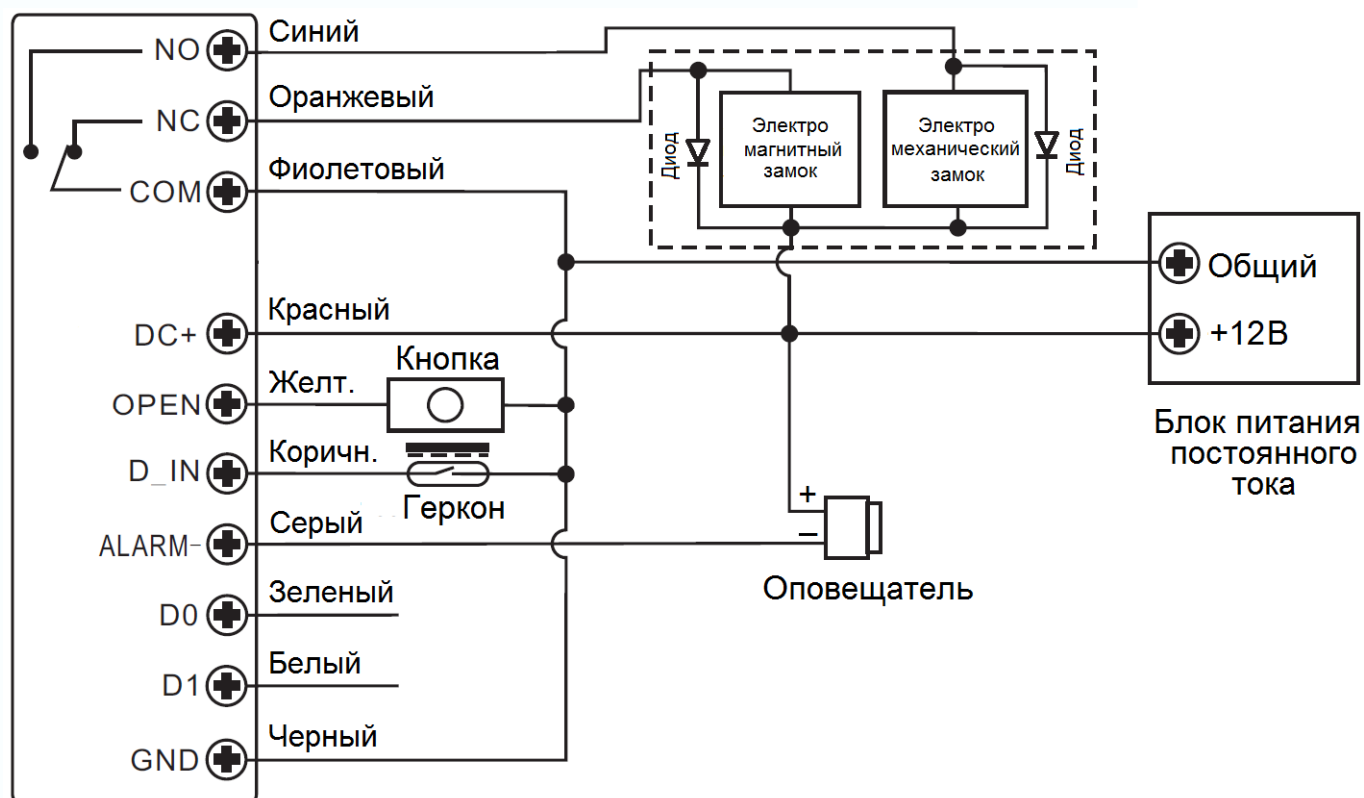 NO
Синий
NC
Оранжевый
COM
Фиолетовый
Диод
Электро
магнитный
замок
Электро
механический
замок
Диод
Общий
+12В
Блок питания
постоянного
тока
DC+
Красный
OPEN
Желт.
Кнопка
D_IN
Коричн.
Геркон
ALARM-
Серый
+
–
Оповещатель
D0
Зеленый
D1
Белый
GND
Черный